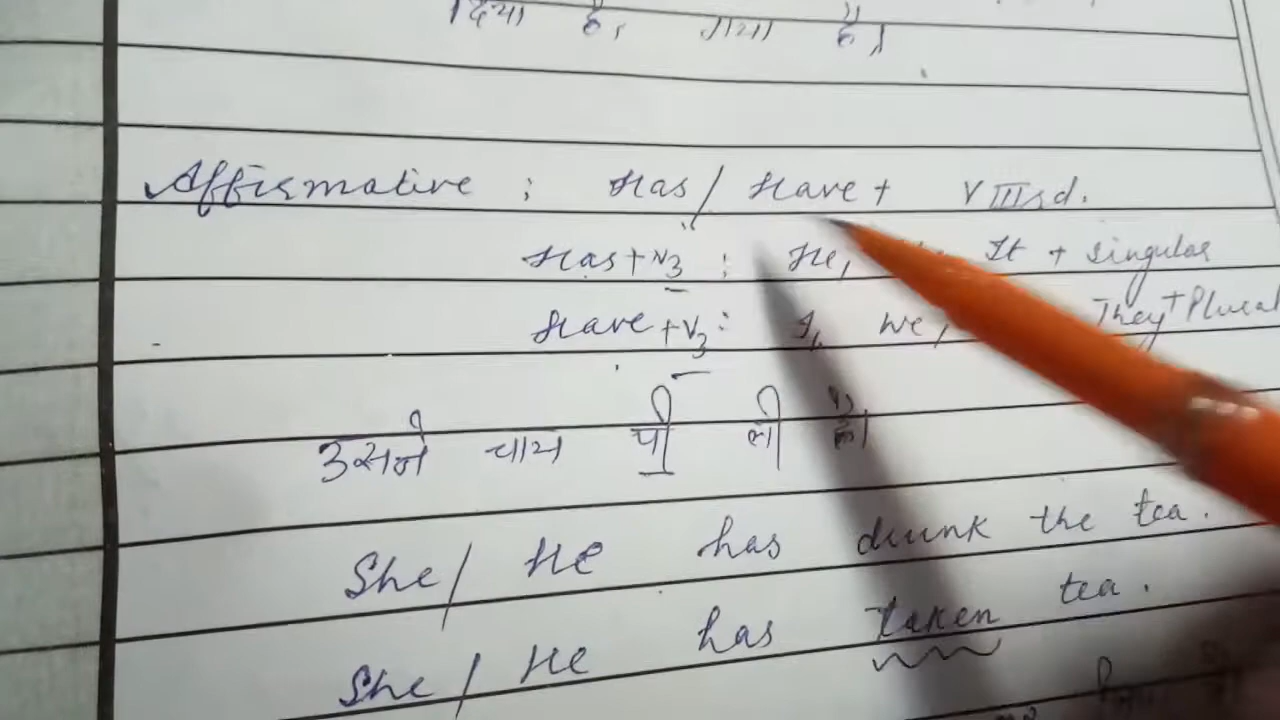 दिया है, गया है।
Affirmative : Has / Have + VIIIrd.
Has + V3 : He, It + singular
Have + V3 : I, We, They + Plural
उसने चाय पी ली है।
She / He has drunk the tea.
She / He has taken tea.